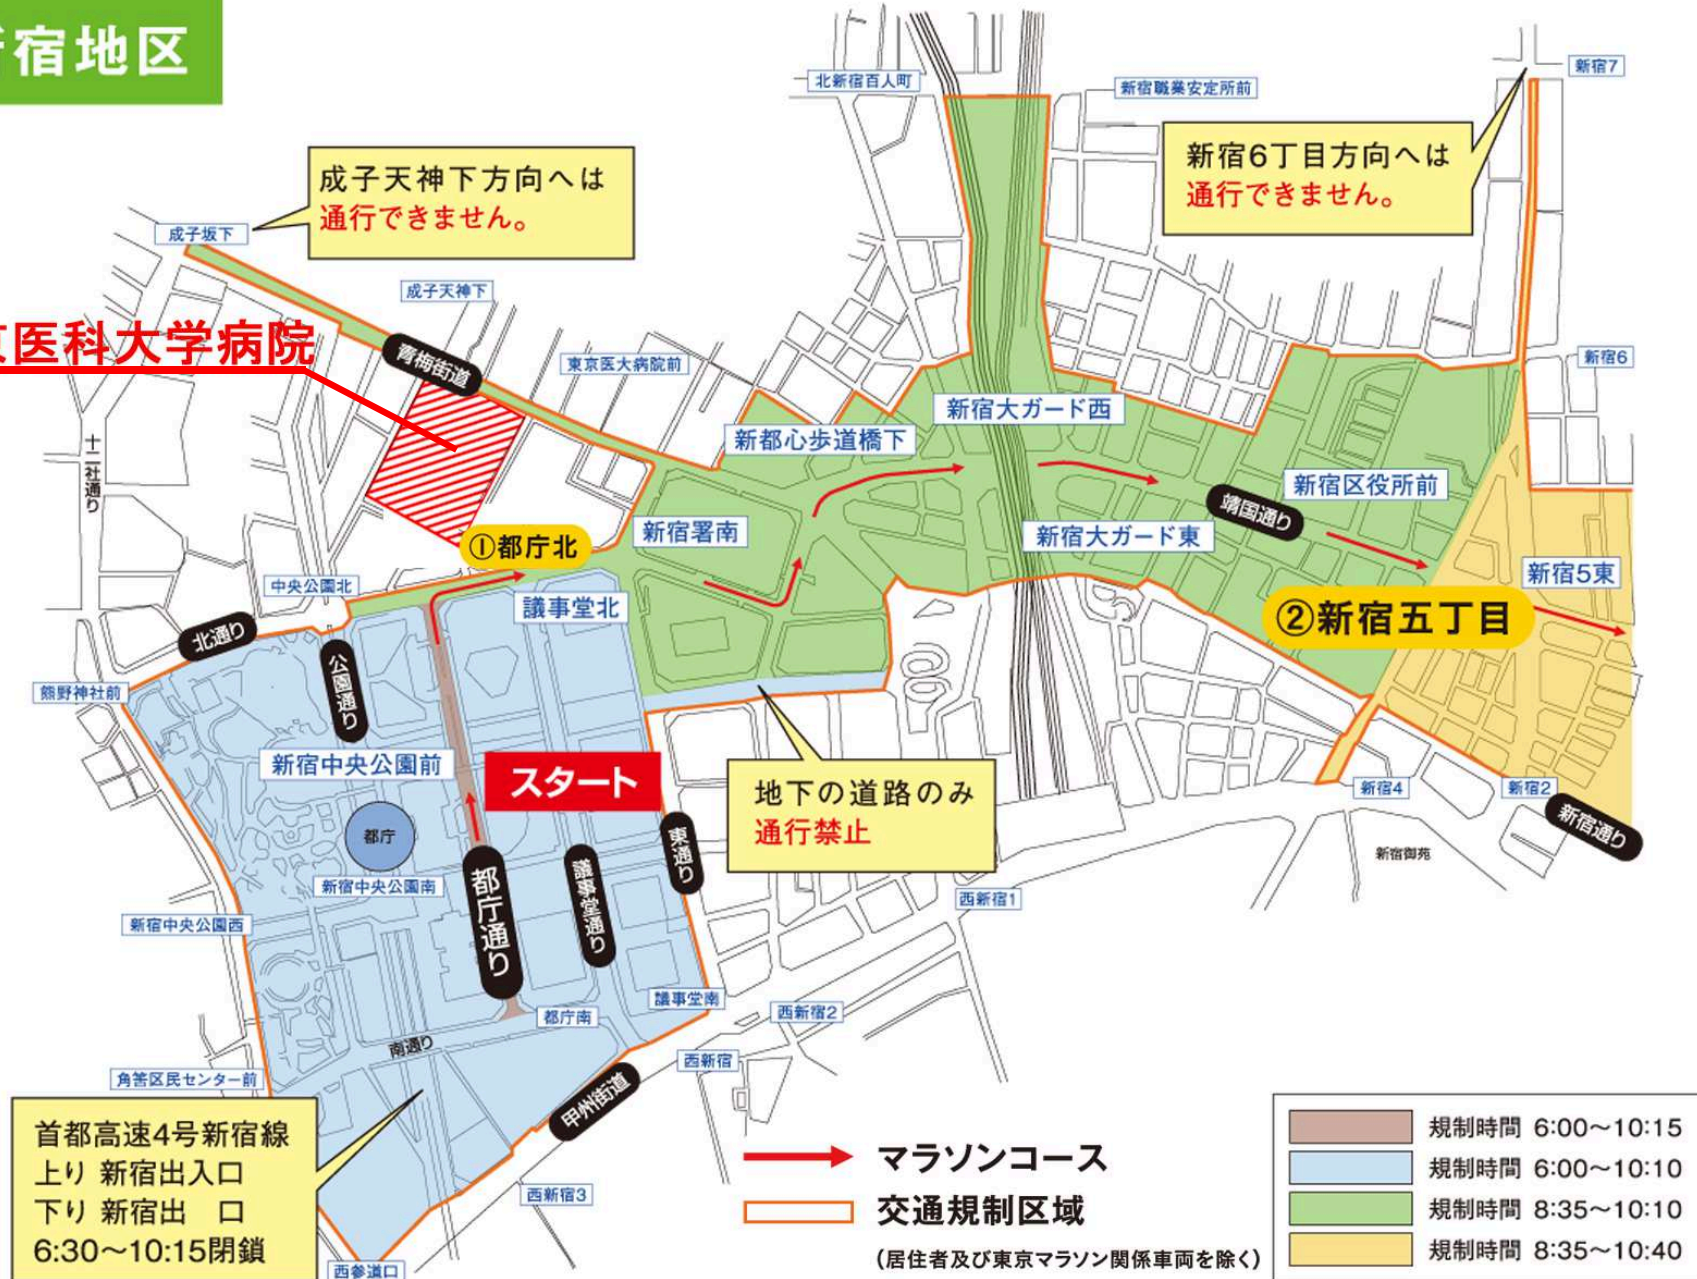 宿地区
北新宿百人町
新宿職業安定所前
新宿7
成子天神下方向へは
通行できません。
新宿6丁目方向へは
通行できません。
成子坂下
成子天神下
医科大学病院
青梅街道
東京医大病院前
新宿6
新宿大ガード西
新都心歩道橋下
十二社通り
新宿区役所前
靖国通り
新宿署南
新宿大ガード東
①都庁北
新宿5東
中央公園北
議事堂北
②新宿五丁目
北通り
公園通り
熊野神社前
新宿中央公園前
スタート
地下の道路のみ
通行禁止
新宿4
新宿2
新宿通り
都庁
東通り
新宿御苑
新宿中央公園南
都庁通り
議事堂通り
西新宿1
新宿中央公園西
議事堂南
都庁南
西新宿2
南通り
西新宿
角筈区民センター前
甲州街道
首都高速4号新宿線
上り 新宿出入口
下り 新宿出　口
6:30〜10:15閉鎖
西新宿3
西参道口
マラソンコース
交通規制区域
(居住者及び東京マラソン関係車両を除く)
規制時間 6:00〜10:15
規制時間 6:00〜10:10
規制時間 8:35〜10:10
規制時間 8:35〜10:40